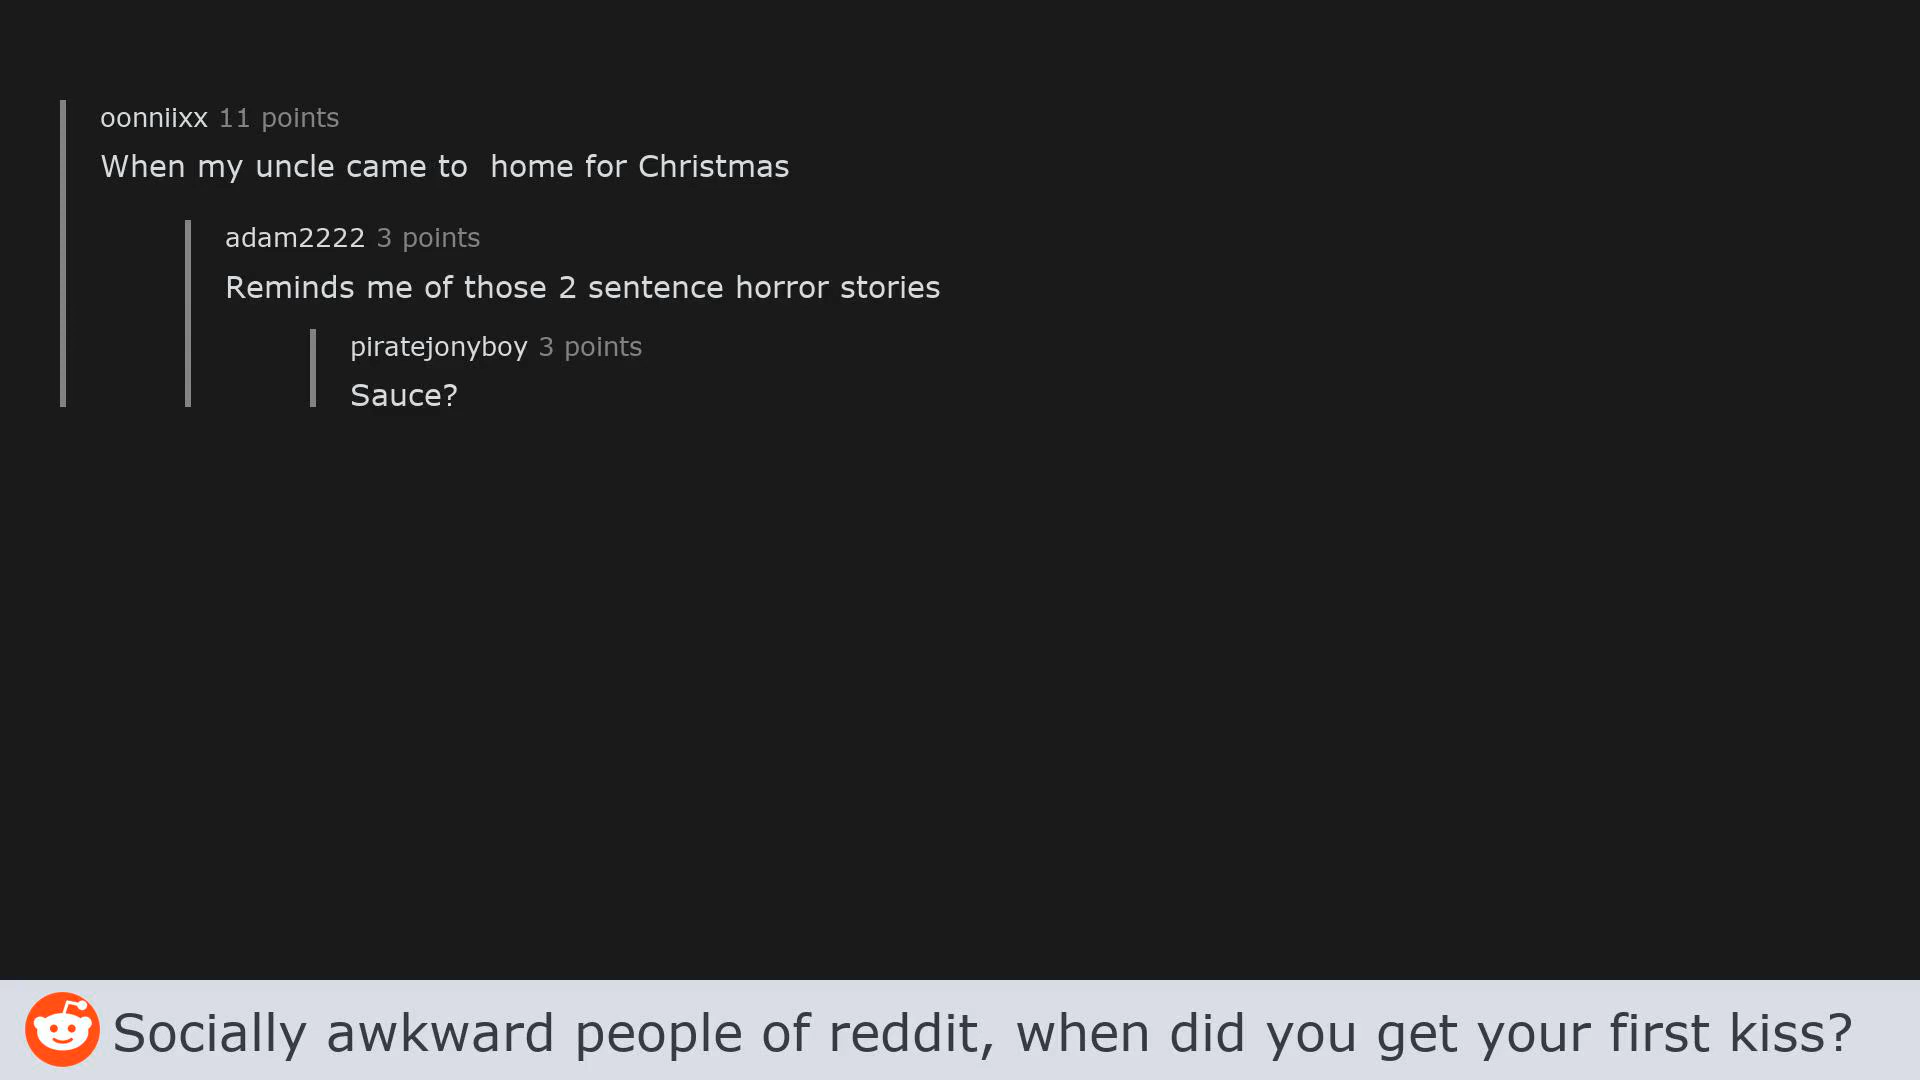 oonniixx 11 points
When my uncle came to  home for Christmas
adam2222 3 points
Reminds me of those 2 sentence horror stories
piratejonyboy 3 points
Sauce?
Socially awkward people of reddit, when did you get your first kiss?